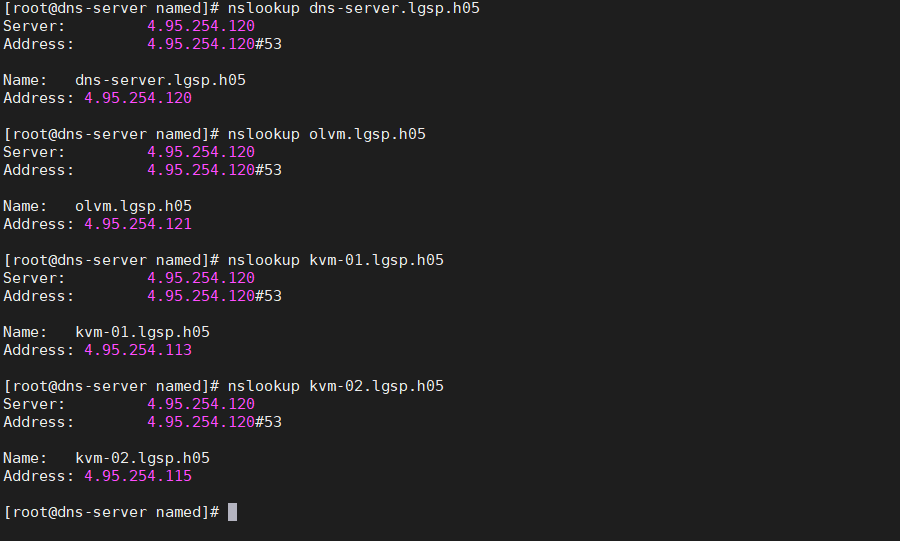 [root@dns-server named]# nslookup dns-server.lgsp.h05
Server:         4.95.254.120
Address:        4.95.254.120#53
Name:   dns-server.lgsp.h05
Address: 4.95.254.120
[root@dns-server named]# nslookup olvm.lgsp.h05
Server:         4.95.254.120
Address:        4.95.254.120#53
Name:   olvm.lgsp.h05
Address: 4.95.254.121
[root@dns-server named]# nslookup kvm-01.lgsp.h05
Server:         4.95.254.120
Address:        4.95.254.120#53
Name:   kvm-01.lgsp.h05
Address: 4.95.254.113
[root@dns-server named]# nslookup kvm-02.lgsp.h05
Server:         4.95.254.120
Address:        4.95.254.120#53
Name:   kvm-02.lgsp.h05
Address: 4.95.254.115
[root@dns-server named]#